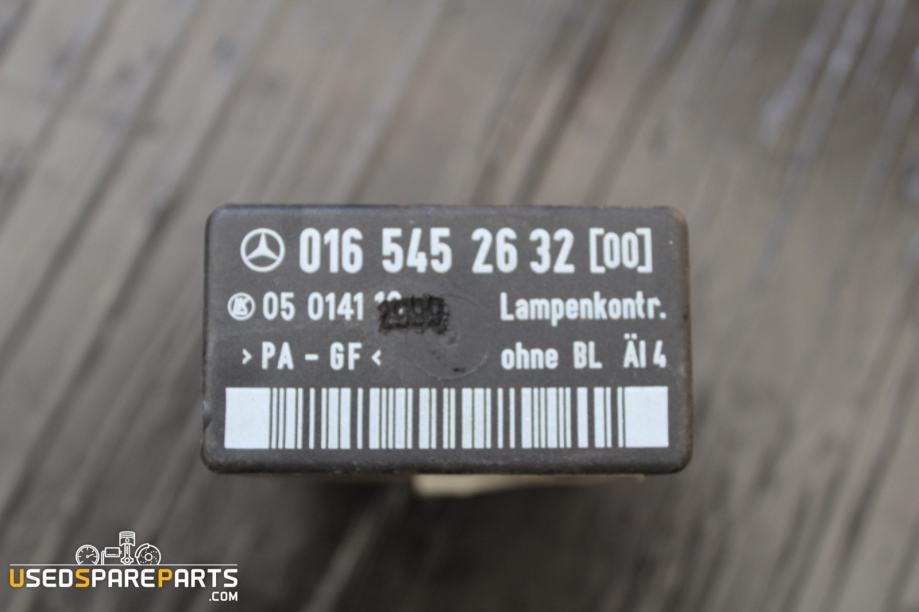 016 545 26 32 [00]
05 0141 Lampenkontr.
>PA - GF< ohne BL ÄI 4
USEDSPAREPARTS
.COM